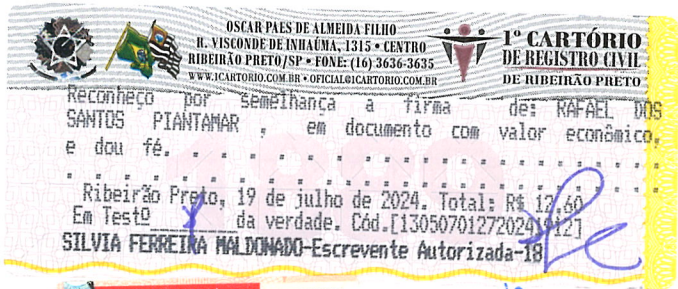 OSCAR PAES DE ALMEIDA FILHO
R. VISCONDE DE INHAÚMA, 1315 • CENTRO
RIBEIRÃO PRETO/SP • FONE: (16) 3636-3635
WWW.1CARTORIO.COM.BR • OFICIAL@1CARTORIO.COM.BR
1º CARTÓRIO
DE REGISTRO CIVIL
DE RIBEIRÃO PRETO
Reconheço por semelhança a firma de: RAFAEL DOS
SANTOS PIANTAMAR , em documento com valor econômico,
e dou fé.
Ribeirão Preto, 19 de julho de 2024. Total: R$ 12,60
Em Testº_________da verdade. Cód.[
SILVIA FERREIRA MALDONADO-Escrevente Autorizada-18